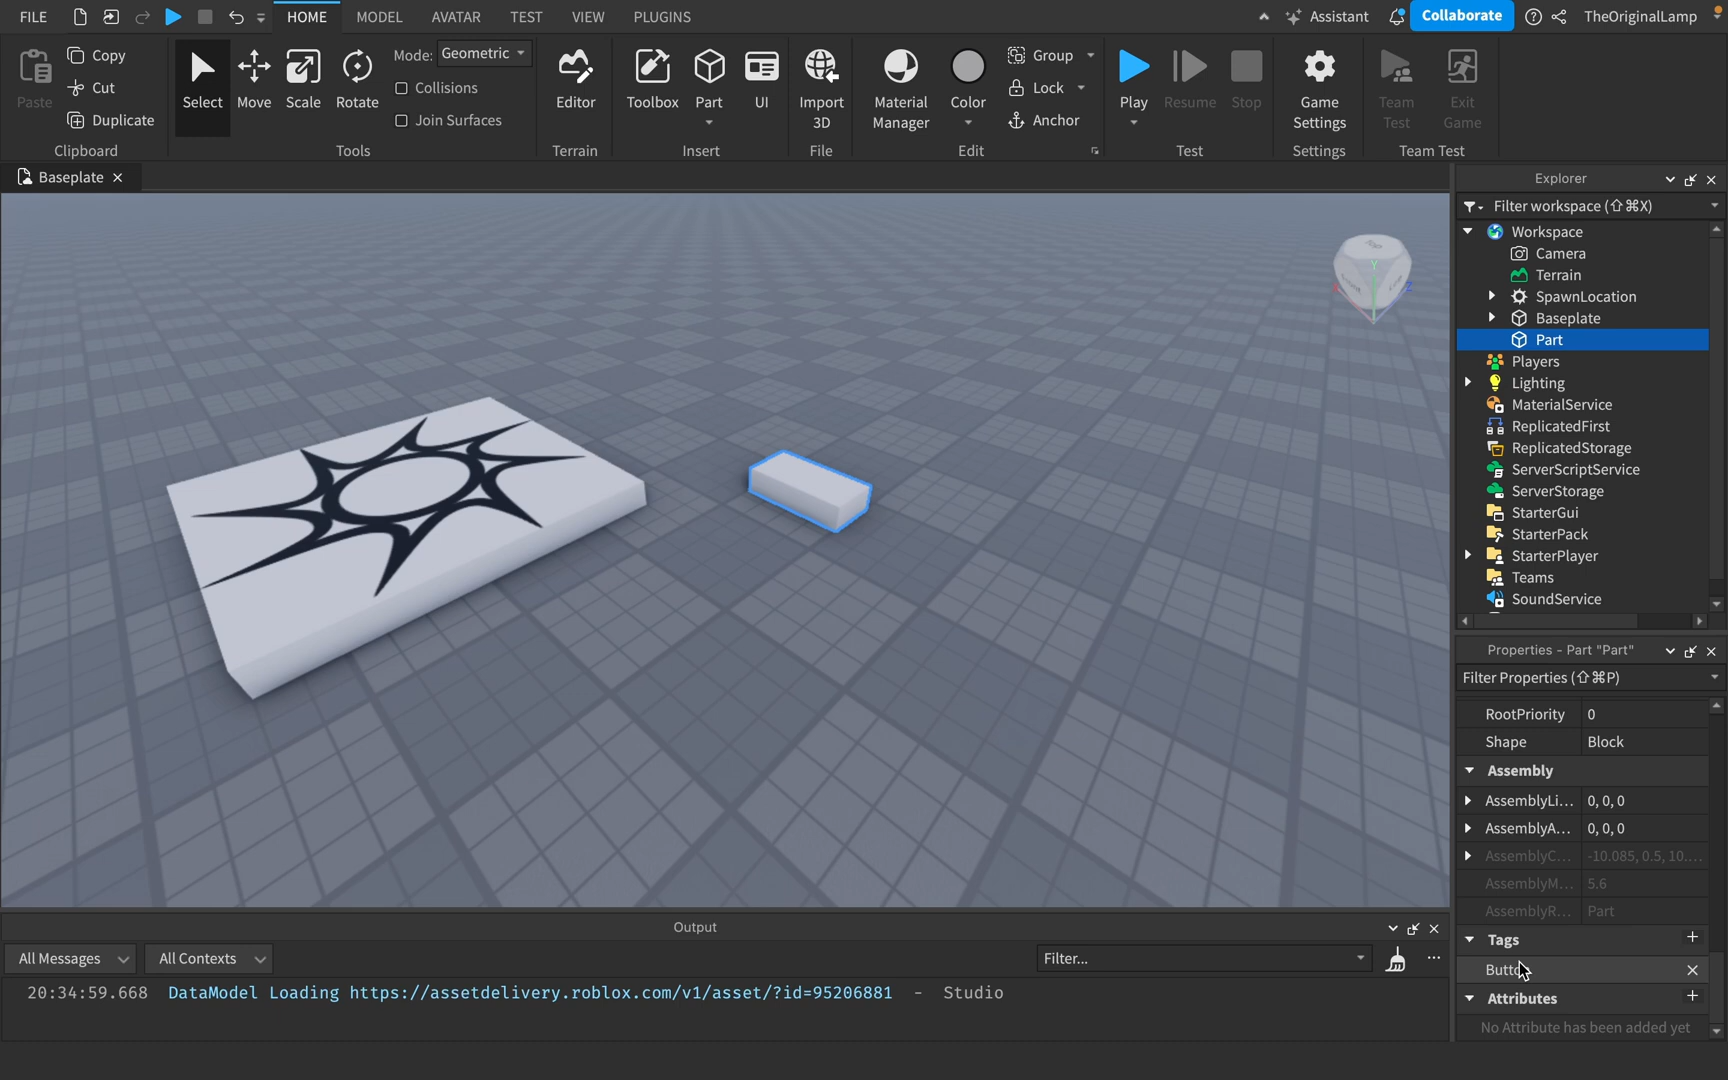 FILE HOME MODEL AVATAR TEST VIEW PLUGINS Assistant Collaborate TheOriginalLamp
Paste Copy Cut Duplicate
Clipboard
Select Move Scale Rotate Mode: Geometric
Collisions
Join Surfaces
Tools
Editor
Terrain
Toolbox Part UI
Insert
Import 3D
File
Material Manager Color Group Lock Anchor
Edit
Play Resume Stop
Test
Game Settings
Settings
Team Test Exit Game
Team Test
Baseplate
Top
Y
Z
Explorer
Filter workspace (⇧⌘X)
Workspace
Camera
Terrain
SpawnLocation
Baseplate
Part
Players
Lighting
MaterialService
ReplicatedFirst
ReplicatedStorage
ServerScriptService
ServerStorage
StarterGui
StarterPack
StarterPlayer
Teams
SoundService
Properties - Part "Part"
Filter Properties (⇧⌘P)
RootPriority 0
Shape Block
Assembly
AssemblyLi... 0, 0, 0
AssemblyA... 0, 0, 0
AssemblyC... -10.085, 0.5, 10....
AssemblyM... 5.6
AssemblyR... Part
Tags
Attributes
No Attribute has been added yet
Output
All Messages All Contexts Filter...
20:34:59.668 DataModel Loading https://assetdelivery.roblox.com/v1/asset/?id=95206881 - Studio